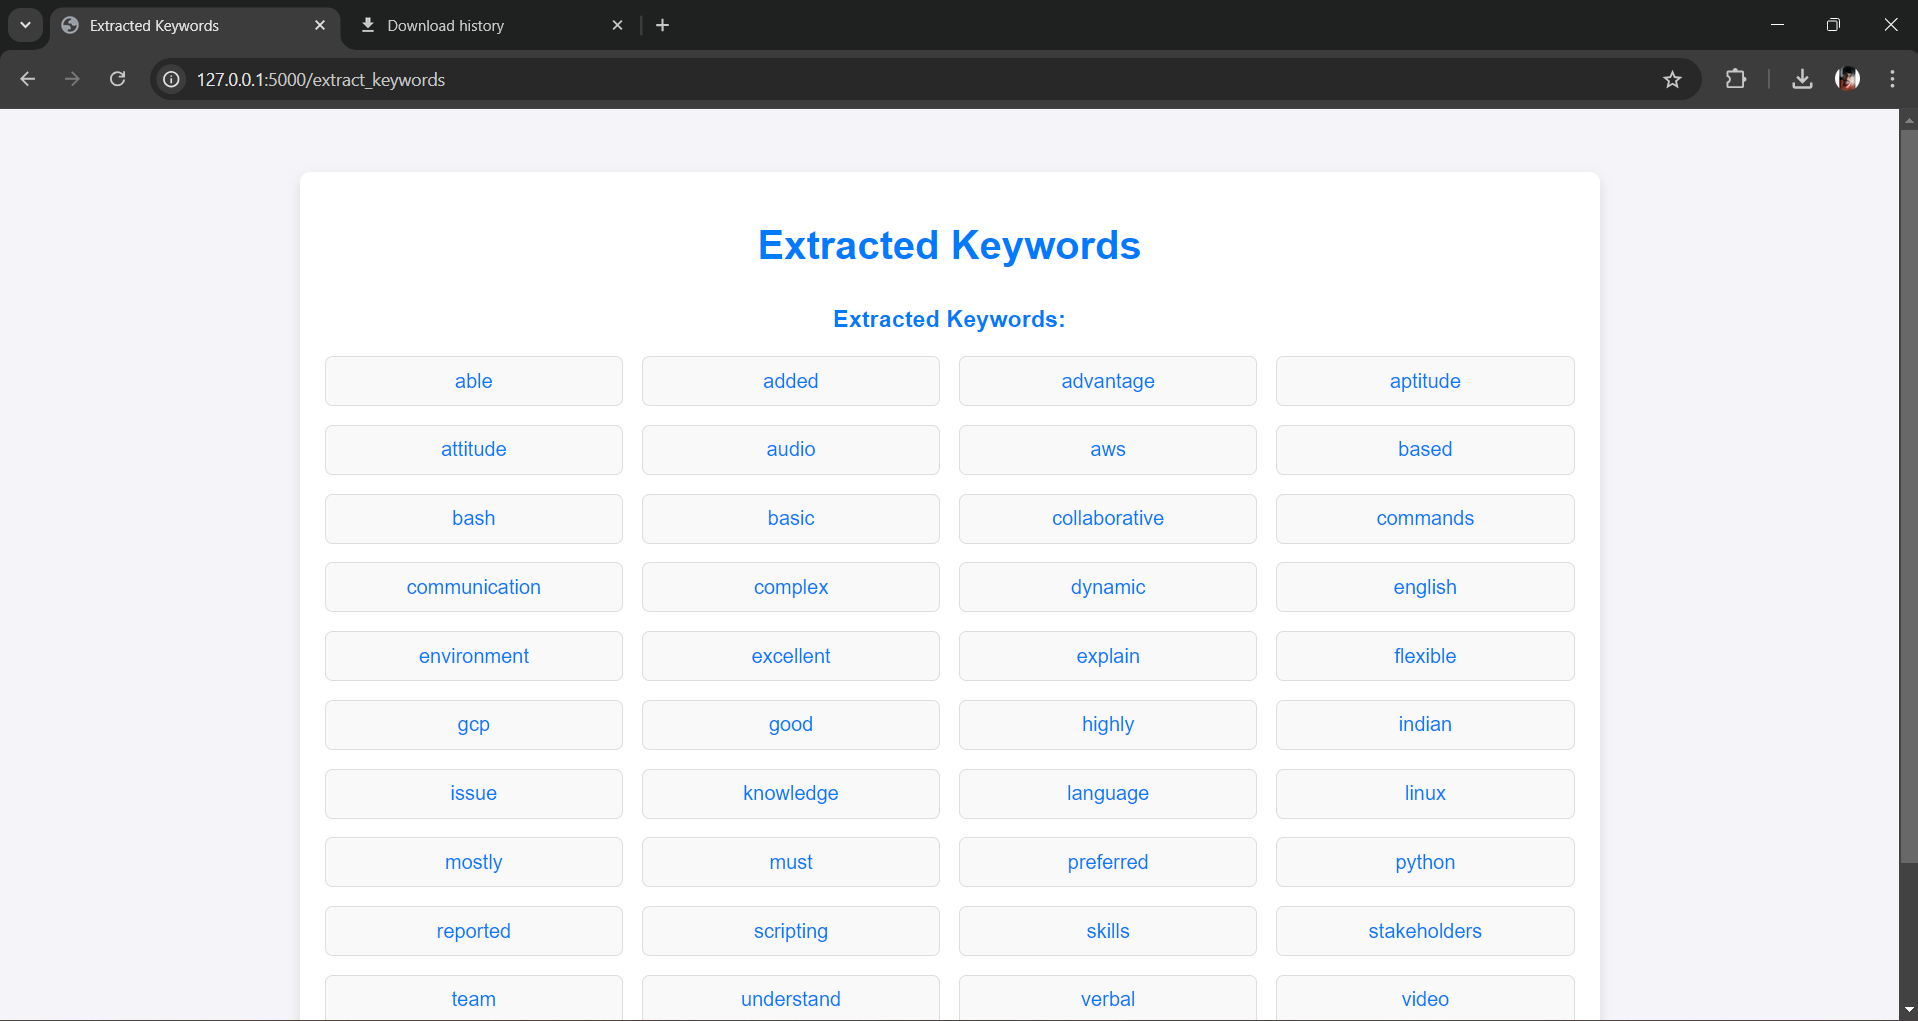 Extracted Keywords
Download history
127.0.0.1:5000/extract_keywords
Extracted Keywords
Extracted Keywords:
able added advantage aptitude
attitude audio aws based
bash basic collaborative commands
communication complex dynamic english
environment excellent explain flexible
gcp good highly indian
issue knowledge language linux
mostly must preferred python
reported scripting skills stakeholders
team understand verbal video